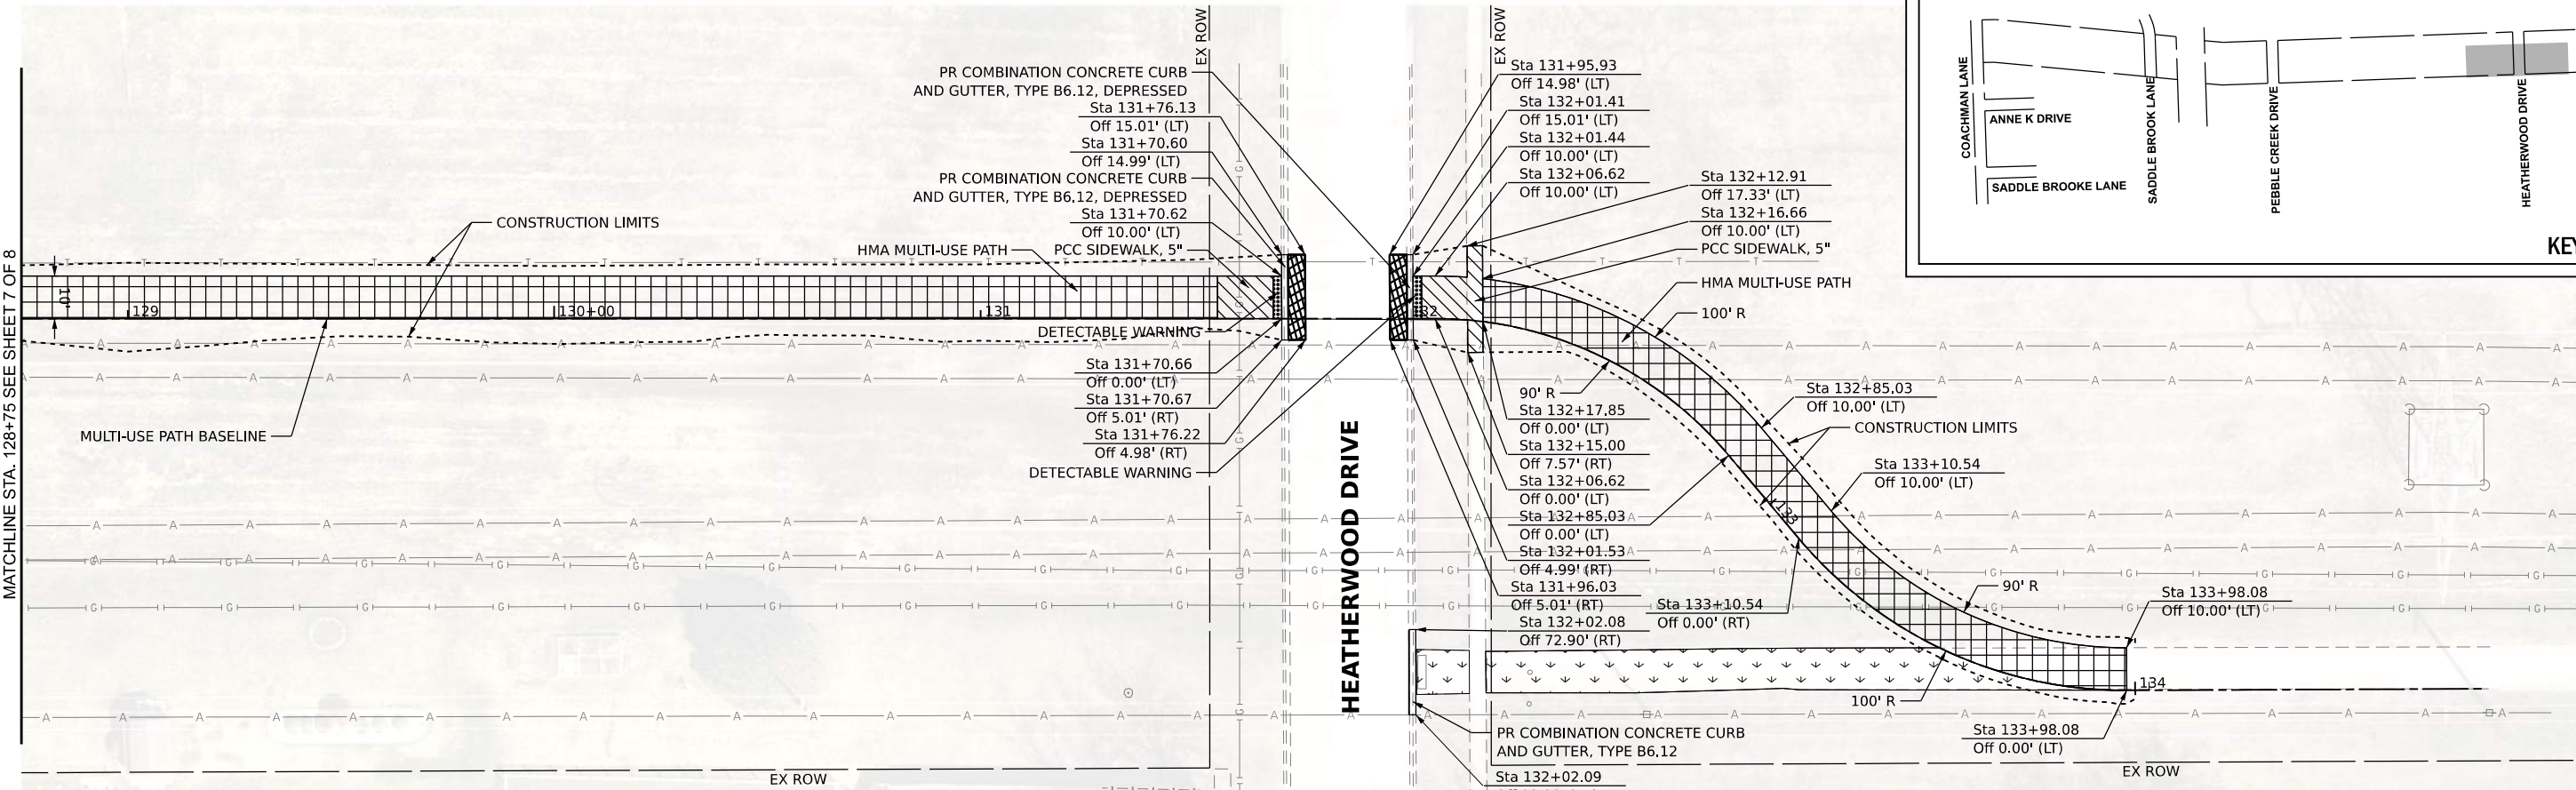 MATCHLINE STA. 128+75 SEE SHEET 7 OF 8
EX ROW
PR COMBINATION CONCRETE CURB
AND GUTTER, TYPE B6.12, DEPRESSED
Sta 131+76.13
Off 15.01' (LT)
Sta 131+70.60
Off 14.99' (LT)
PR COMBINATION CONCRETE CURB
AND GUTTER, TYPE B6.12, DEPRESSED
Sta 131+70.62
Off 10.00' (LT)
HMA MULTI-USE PATH
PCC SIDEWALK, 5"
CONSTRUCTION LIMITS
10'
129
130+00
131
132
DETECTABLE WARNING
Sta 131+70.66
Off 0.00' (LT)
Sta 131+70.67
Off 5.01' (RT)
Sta 131+76.22
Off 4.98' (RT)
DETECTABLE WARNING
MULTI-USE PATH BASELINE
HEATHERWOOD DRIVE
EX ROW
Sta 131+95.93
Off 14.98' (LT)
Sta 132+01.41
Off 15.01' (LT)
Sta 132+01.44
Off 10.00' (LT)
Sta 132+06.62
Off 10.00' (LT)
Sta 132+12.91
Off 17.33' (LT)
Sta 132+16.66
Off 10.00' (LT)
PCC SIDEWALK, 5"
HMA MULTI-USE PATH
100' R
90' R
Sta 132+17.85
Off 0.00' (LT)
Sta 132+15.00
Off 7.57' (RT)
Sta 132+06.62
Off 0.00' (LT)
Sta 132+85.03
Off 0.00' (LT)
Sta 132+01.53
Off 4.99' (RT)
Sta 131+96.03
Off 5.01' (RT)
Sta 132+02.08
Off 72.90' (RT)
Sta 132+85.03
Off 10.00' (LT)
CONSTRUCTION LIMITS
Sta 133+10.54
Off 10.00' (LT)
133
Sta 133+10.54
Off 0.00' (RT)
90' R
Sta 133+98.08
Off 10.00' (LT)
134
100' R
Sta 133+98.08
Off 0.00' (LT)
PR COMBINATION CONCRETE CURB
AND GUTTER, TYPE B6.12
Sta 132+02.09
EX ROW
EX ROW
COACHMAN LANE
ANNE K DRIVE
SADDLE BROOKE LANE
SADDLE BROOK LANE
PEBBLE CREEK DRIVE
HEATHERWOOD DRIVE
KEY